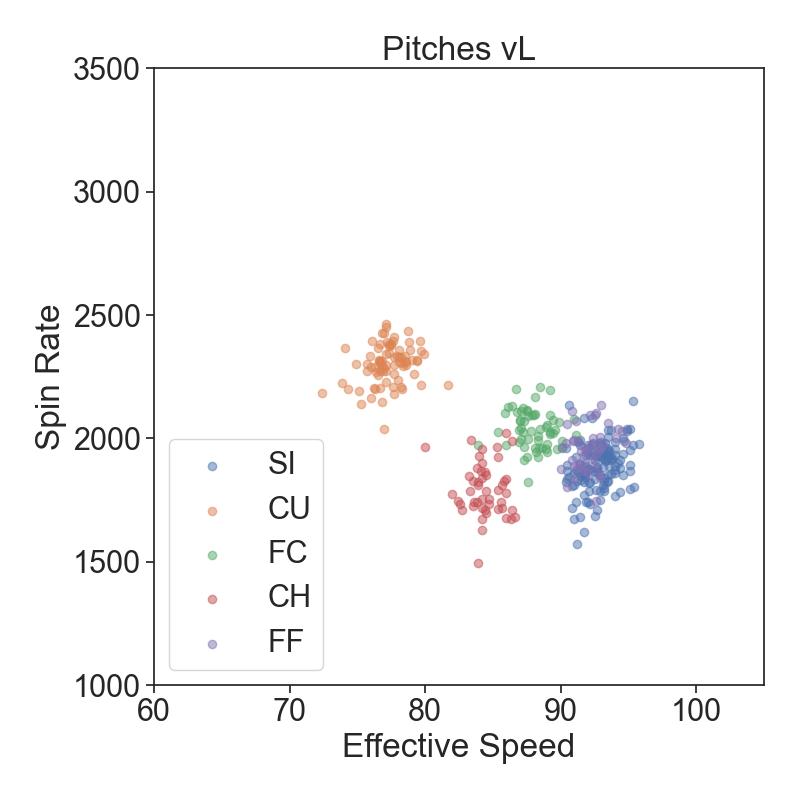 Pitches vL
3500
3000
2500
2000
1500
1000
Spin Rate
SI
CU
FC
CH
FF
60 70 80 90 100
Effective Speed